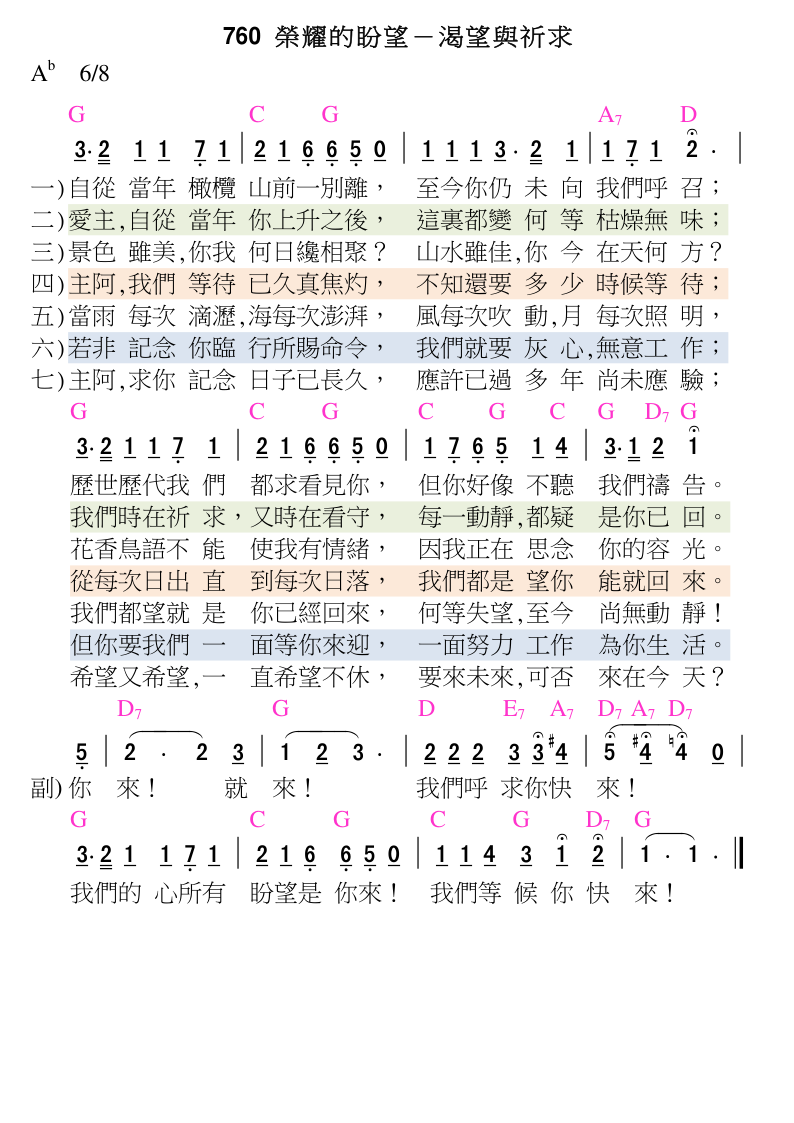 760 榮耀的盼望－渴望與祈求
A♭ 6/8
G C G A7 D
3· 2 1 1 7 1 | 2 1 6 6 5 0 | 1 1 1 3 · 2 1 | 1 7 1 2 · |
一)自從 當年 橄欖 山前一別離， 至今你仍 未 向 我們呼 召；
二)愛主,自從 當年 你上升之後， 這裏都變 何 等 枯燥無 味；
三)景色 雖美,你我 何日纔相聚？ 山水雖佳,你 今 在天何 方？
四)主阿,我們 等待 已久真焦灼， 不知還要 多 少 時候等 待；
五)當雨 每次 滴瀝,海每次澎湃， 風每次吹 動,月 每次照 明，
六)若非 記念 你臨 行所賜命令， 我們就要 灰 心,無意工 作；
七)主阿,求你 記念 日子已長久， 應許已過 多 年 尚未應 驗；
G C G C G C G D7 G
3· 2 1 1 7 1 | 2 1 6 6 5 0 | 1 7 6 5 1 4 | 3· 1 2 1
歷世歷代我 們 都求看見你， 但你好像 不聽 我們禱 告。
我們時在祈 求，又時在看守， 每一動靜,都疑 是你已 回。
花香鳥語不 能 使我有情緒， 因我正在 思念 你的容 光。
從每次日出 直 到每次日落， 我們都是 望你 能就回 來。
我們都望就 是 你已經回來， 何等失望,至今 尚無動 靜！
但你要我們 一 面等你來迎， 一面努力 工作 為你生 活。
希望又希望,一 直希望不休， 要來未來,可否 來在今 天？
D7 G D E7 A7 D7 A7 D7
5 | 2 · 2 3 | 1 2 3 · | 2 2 2 3 3 #4 | 5 #4 ♮4 0 |
副)你 來！ 就 來！ 我們呼 求你快 來！
G C G C G D7 G
3· 2 1 1 7 1 | 2 1 6 6 5 0 | 1 1 4 3 1 2 | 1 · 1 · ‖
我們的 心所有 盼望是 你來！ 我們等 候 你 快 來！